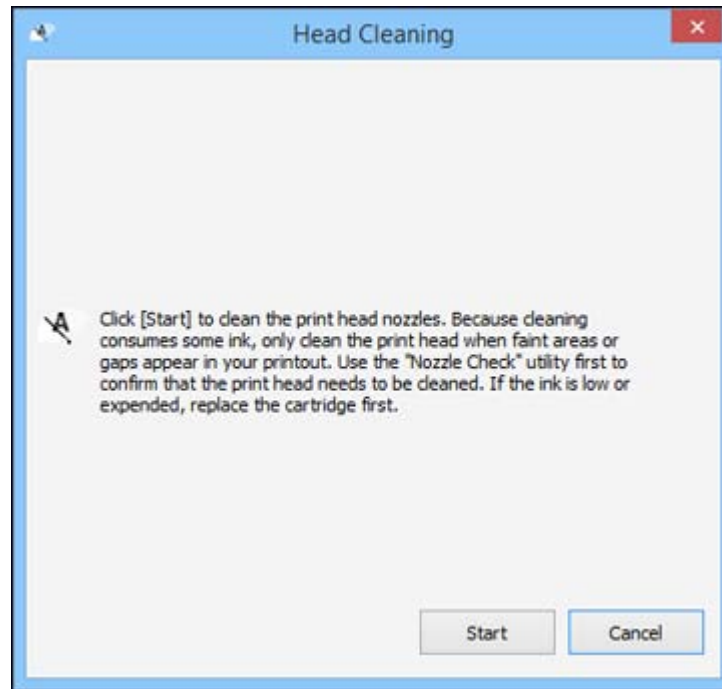 Head Cleaning
Click [Start] to clean the print head nozzles. Because cleaning
consumes some ink, only clean the print head when faint areas or
gaps appear in your printout. Use the "Nozzle Check" utility first to
confirm that the print head needs to be cleaned. If the ink is low or
expended, replace the cartridge first.
Start Cancel